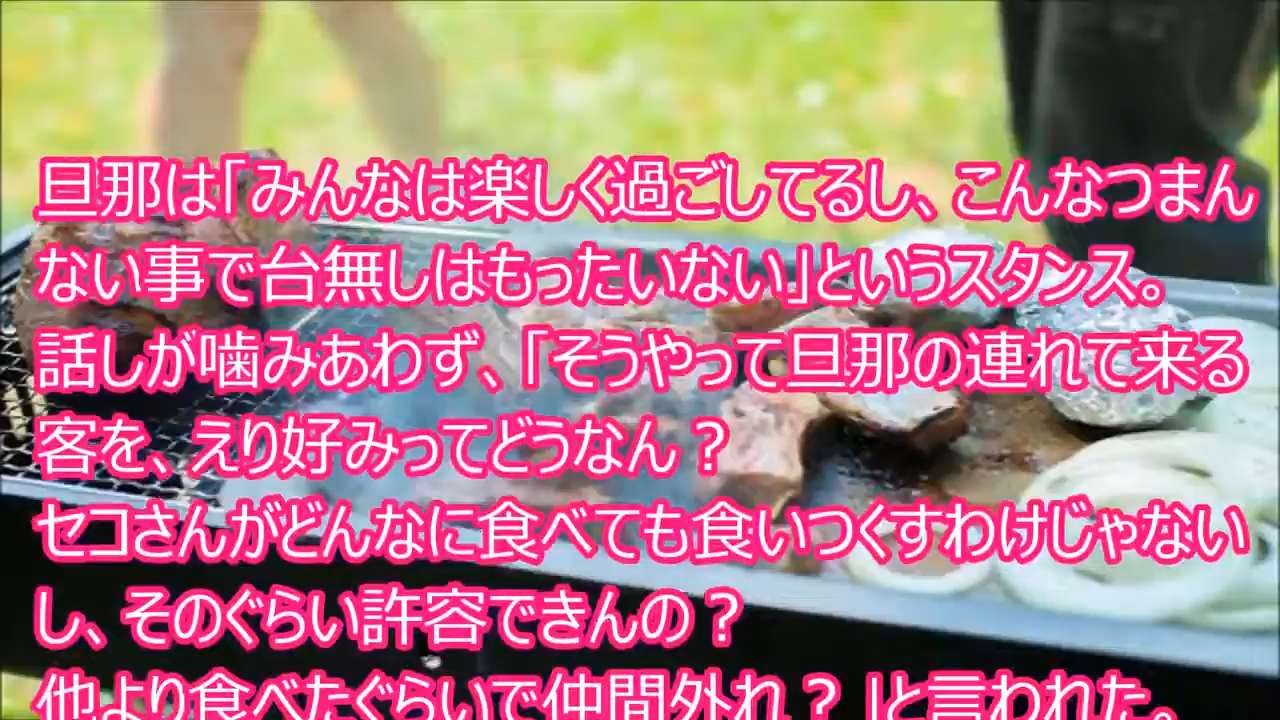 旦那は「みんなは楽しく過ごしてるし、こんなつまん
ない事で台無しはもったいない」というスタンス。
話しが噛みあわず、「そうやって旦那の連れて来る
客を、えり好みってどうなん？
セコさんがどんなに食べても食いつくすわけじゃない
し、そのぐらい許容できんの？
他より食べたぐらいで仲間外れ？」と言われた。